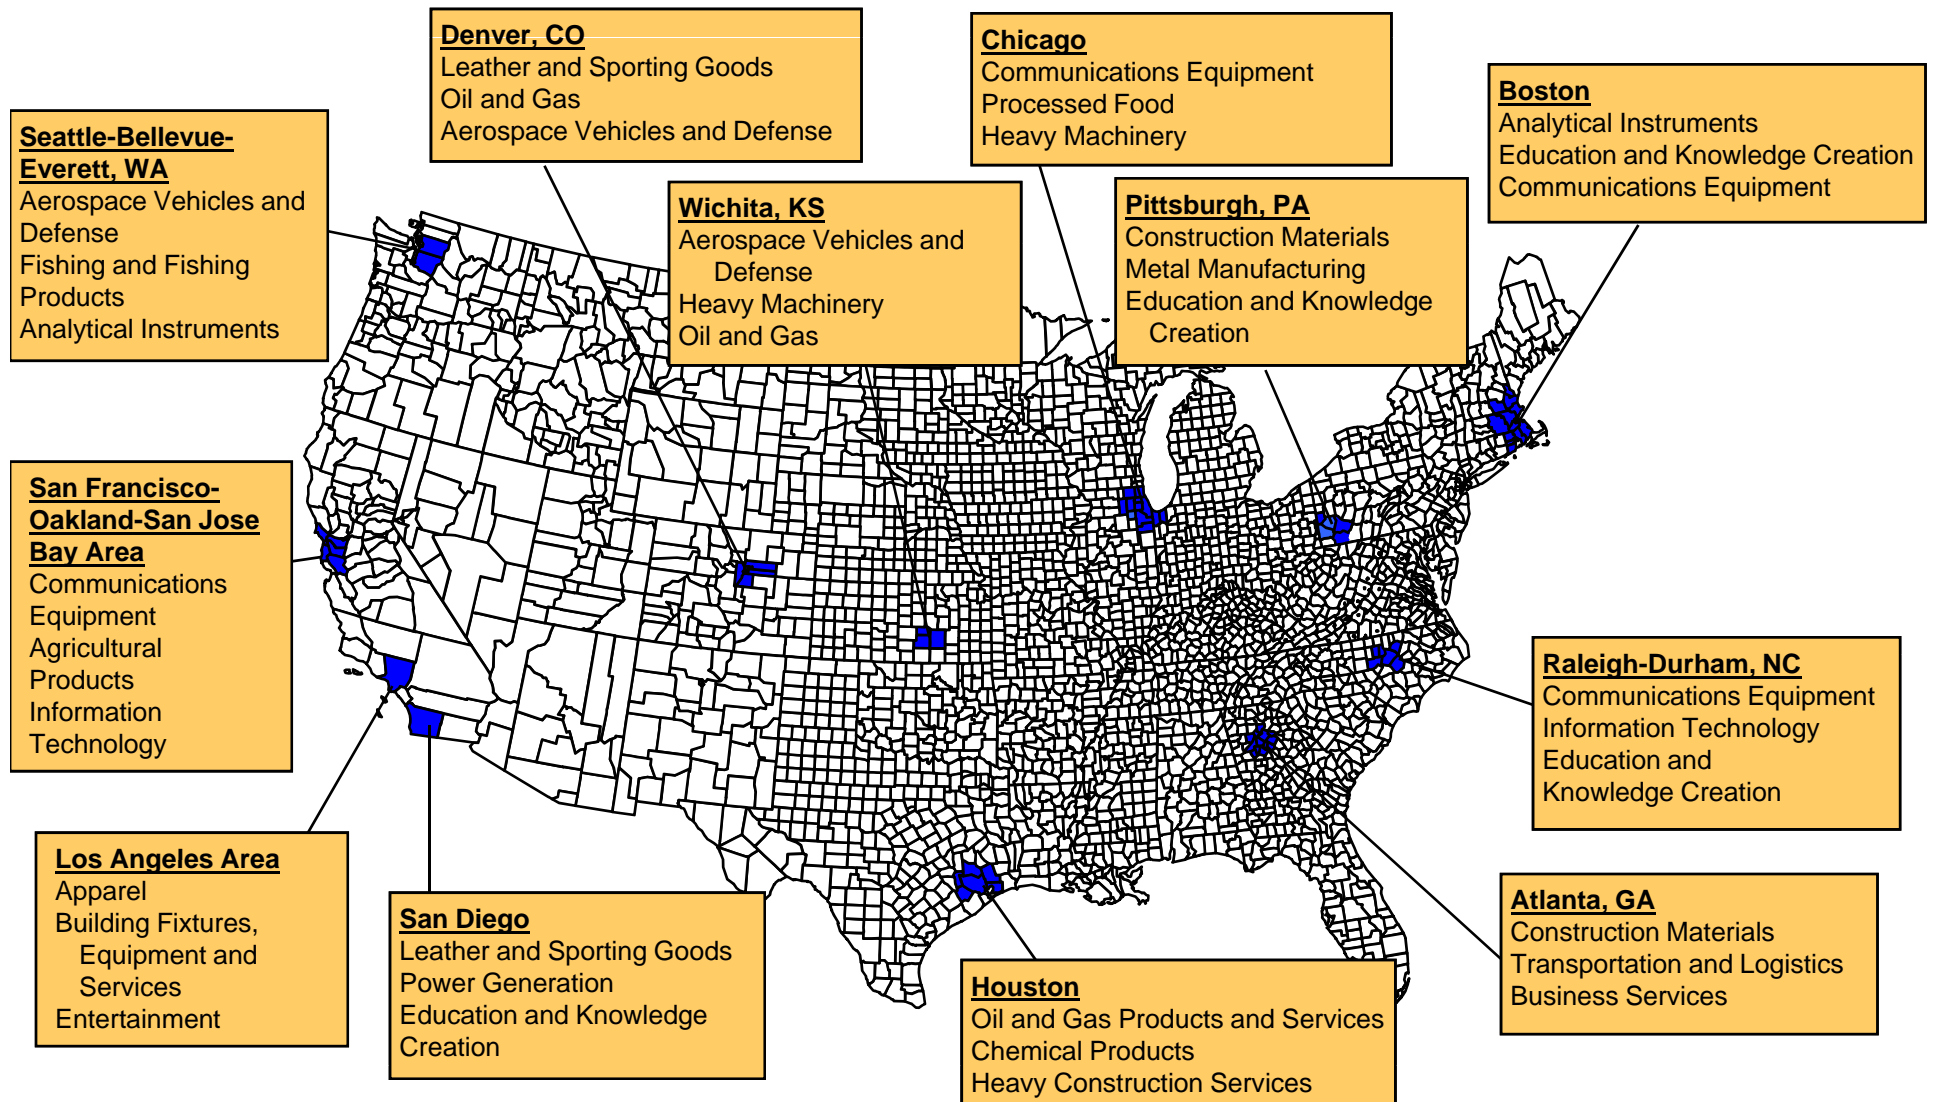 Denver, CO
Leather and Sporting Goods
Oil and Gas
Aerospace Vehicles and Defense
Chicago
Communications Equipment
Processed Food
Heavy Machinery
Boston
Analytical Instruments
Education and Knowledge Creation
Communications Equipment
Seattle-Bellevue-
Everett, WA
Aerospace Vehicles and
Defense
Fishing and Fishing
Products
Analytical Instruments
Wichita, KS
Aerospace Vehicles and
Defense
Heavy Machinery
Oil and Gas
Pittsburgh, PA
Construction Materials
Metal Manufacturing
Education and Knowledge
Creation
San Francisco-
Oakland-San Jose
Bay Area
Communications
Equipment
Agricultural
Products
Information
Technology
Raleigh-Durham, NC
Communications Equipment
Information Technology
Education and
Knowledge Creation
Los Angeles Area
Apparel
Building Fixtures,
Equipment and
Services
Entertainment
San Diego
Leather and Sporting Goods
Power Generation
Education and Knowledge
Creation
Houston
Oil and Gas Products and Services
Chemical Products
Heavy Construction Services
Atlanta, GA
Construction Materials
Transportation and Logistics
Business Services